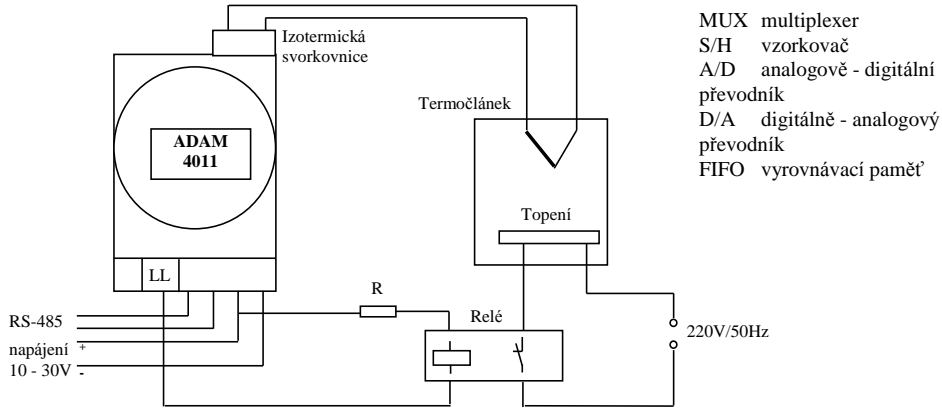 Izotermická
svorkovnice
ADAM
4011
LL
RS-485
napájení +
10 - 30V -
R
Relé
Termočlánek
Topení
220V/50Hz
MUX multiplexer
S/H vzorkovač
A/D analogově - digitální
převodník
D/A digitálně - analogový
převodník
FIFO vyrovnávací paměť